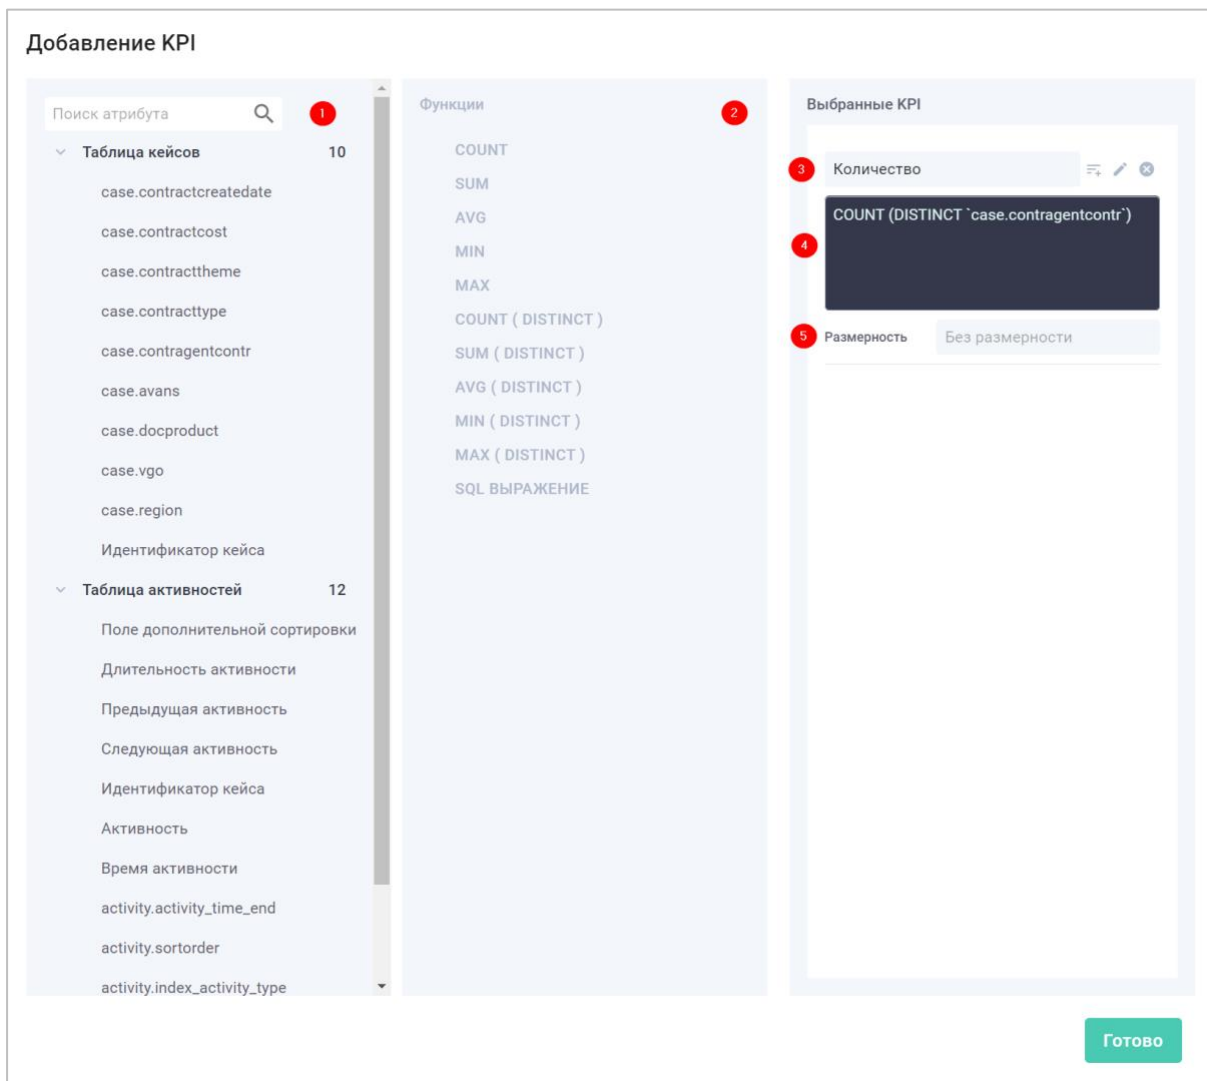 Добавление KPI
Поиск атрибута
1
Таблица кейсов 10
case.contractcreatedate
case.contractcost
case.contracttheme
case.contracttype
case.contragentcontr
case.avans
case.docproduct
case.vgo
case.region
Идентификатор кейса
Таблица активностей 12
Поле дополнительной сортировки
Длительность активности
Предыдущая активность
Следующая активность
Идентификатор кейса
Активность
Время активности
activity.activity_time_end
activity.sortorder
activity.index_activity_type
Функции
2
COUNT
SUM
AVG
MIN
MAX
COUNT ( DISTINCT )
SUM ( DISTINCT )
AVG ( DISTINCT )
MIN ( DISTINCT )
MAX ( DISTINCT )
SQL ВЫРАЖЕНИЕ
Выбранные KPI
3 Количество
COUNT (DISTINCT `case.contragentcontr`)
4
5 Размерность Без размерности
Готово